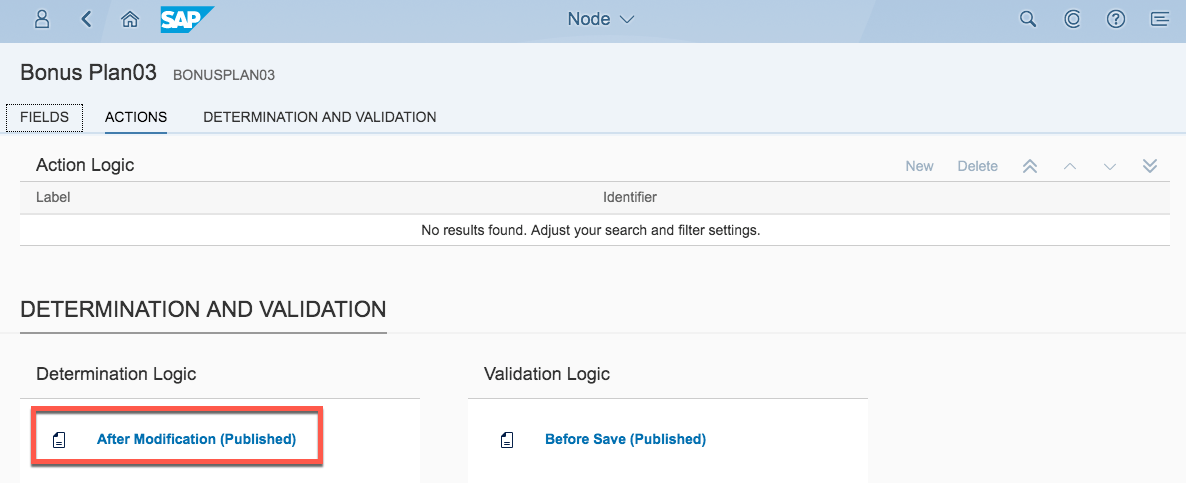 SAP
Node
Bonus Plan03 BONUSPLAN03
FIELDS ACTIONS DETERMINATION AND VALIDATION
Action Logic New Delete
Label Identifier
No results found. Adjust your search and filter settings.
DETERMINATION AND VALIDATION
Determination Logic Validation Logic
After Modification (Published) Before Save (Published)